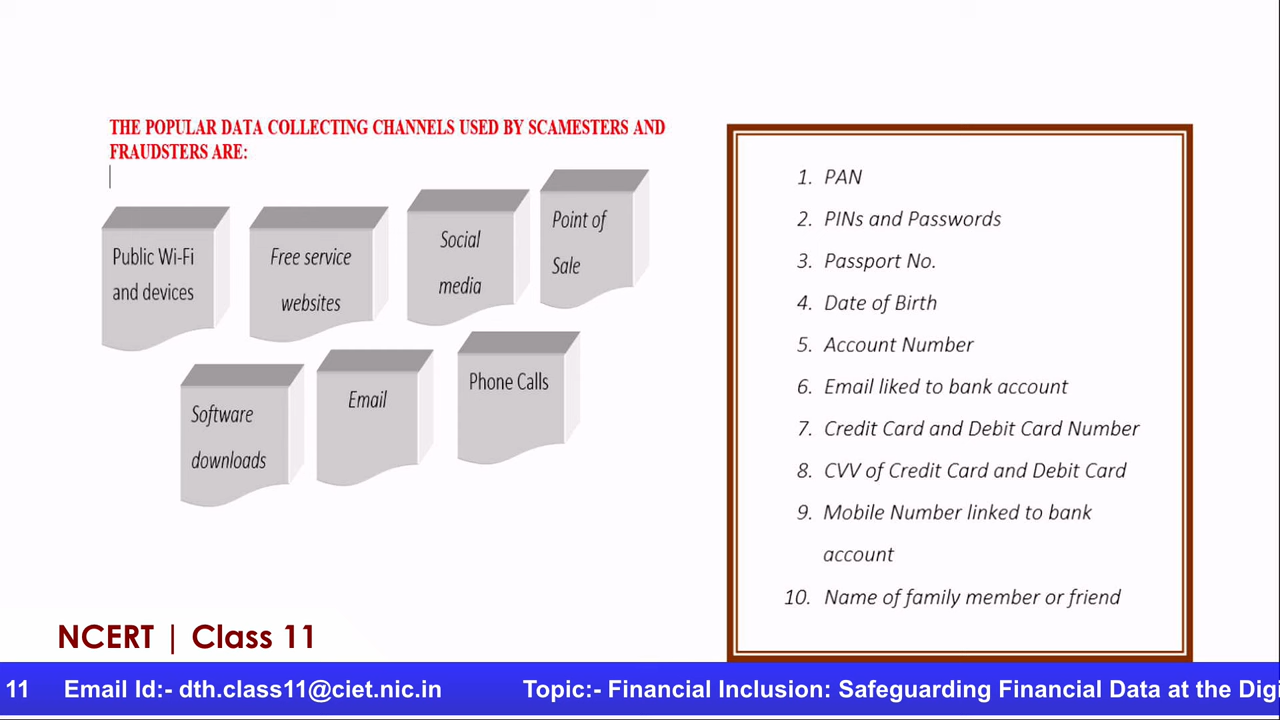 THE POPULAR DATA COLLECTING CHANNELS USED BY SCAMESTERS AND
FRAUDSTERS ARE:
Public Wi-Fi
and devices
Free service
websites
Social
media
Point of
Sale
Software
downloads
Email
Phone Calls
1. PAN
2. PINs and Passwords
3. Passport No.
4. Date of Birth
5. Account Number
6. Email liked to bank account
7. Credit Card and Debit Card Number
8. CVV of Credit Card and Debit Card
9. Mobile Number linked to bank
account
10. Name of family member or friend
NCERT | Class 11
11 Email Id:- dth.class11@ciet.nic.in Topic:- Financial Inclusion: Safeguarding Financial Data at the Digi